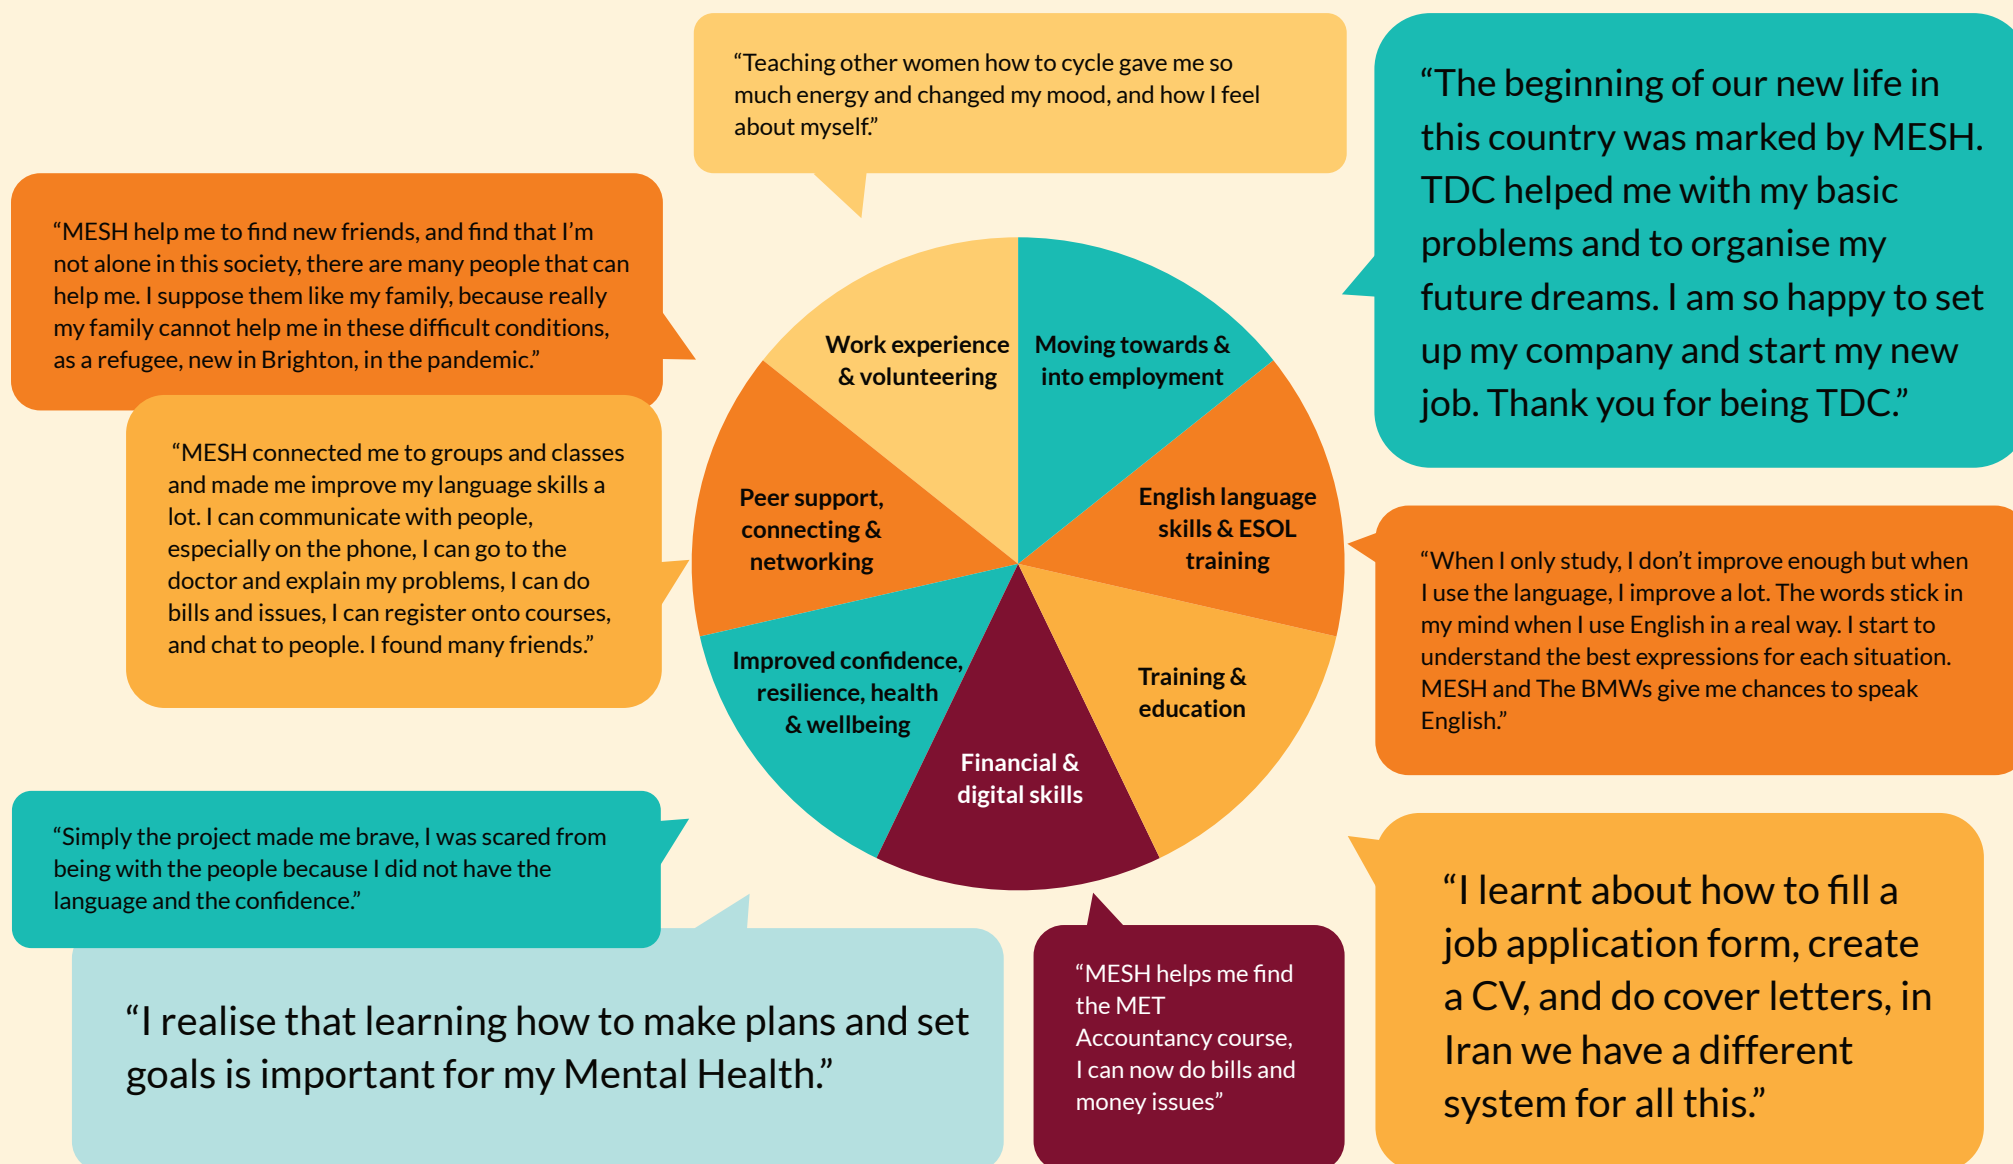 “Teaching other women how to cycle gave me so
much energy and changed my mood, and how I feel
about myself.”
“The beginning of our new life in
this country was marked by MESH.
TDC helped me with my basic
problems and to organise my
future dreams. I am so happy to set
up my company and start my new
job. Thank you for being TDC.”
“MESH help me to find new friends, and find that I’m
not alone in this society, there are many people that can
help me. I suppose them like my family, because really
my family cannot help me in these difficult conditions,
as a refugee, new in Brighton, in the pandemic.”
“MESH connected me to groups and classes
and made me improve my language skills a
lot. I can communicate with people,
especially on the phone, I can go to the
doctor and explain my problems, I can do
bills and issues, I can register onto courses,
and chat to people. I found many friends.”
Work experience
& volunteering
Moving towards &
into employment
Peer support,
connecting &
networking
English language
skills & ESOL
training
Improved confidence,
resilience, health
& wellbeing
Training &
education
Financial &
digital skills
“When I only study, I don’t improve enough but when
I use the language, I improve a lot. The words stick in
my mind when I use English in a real way. I start to
understand the best expressions for each situation.
MESH and The BMWs give me chances to speak
English.”
“Simply the project made me brave, I was scared from
being with the people because I did not have the
language and the confidence.”
“I realise that learning how to make plans and set
goals is important for my Mental Health.”
“MESH helps me find
the MET
Accountancy course,
I can now do bills and
money issues”
“I learnt about how to fill a
job application form, create
a CV, and do cover letters, in
Iran we have a different
system for all this.”